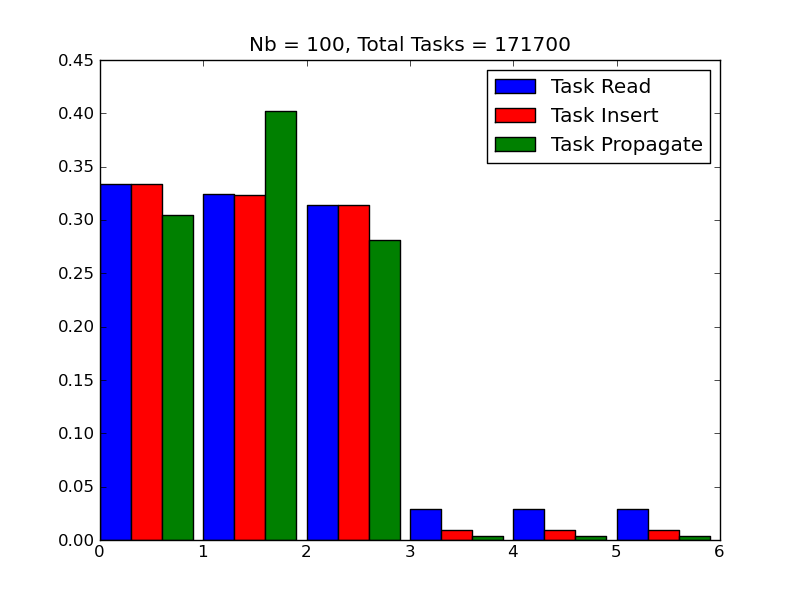 Nb = 100, Total Tasks = 171700
0.45
0.40
0.35
0.30
0.25
0.20
0.15
0.10
0.05
0.00
Task Read
Task Insert
Task Propagate
0 1 2 3 4 5 6